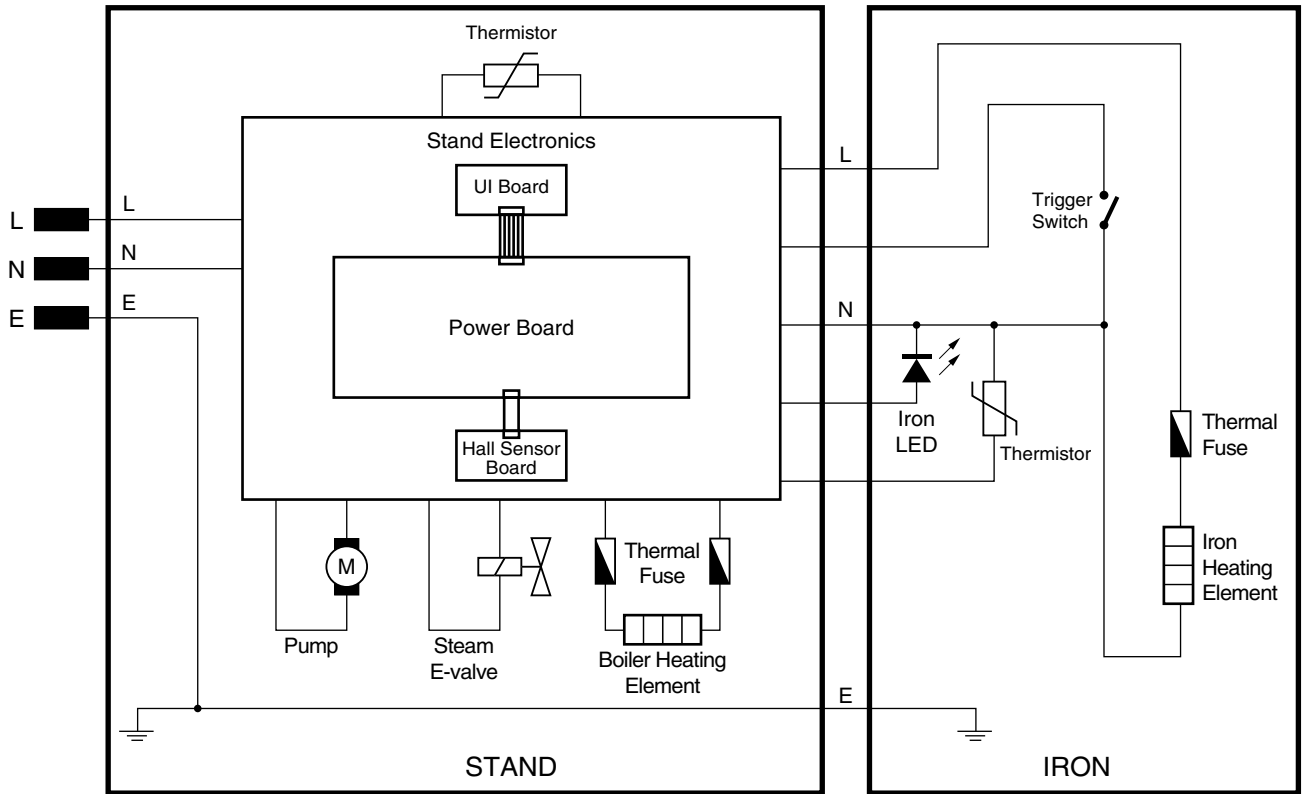 Thermistor
Stand Electronics
UI Board
Power Board
Hall Sensor
Board
L
L
N
N
E
E
L
N
E
Trigger
Switch
Iron
LED
Thermistor
Thermal
Fuse
Iron
Heating
Element
M
Pump
Steam
E-valve
Thermal
Fuse
Boiler Heating
Element
STAND
IRON